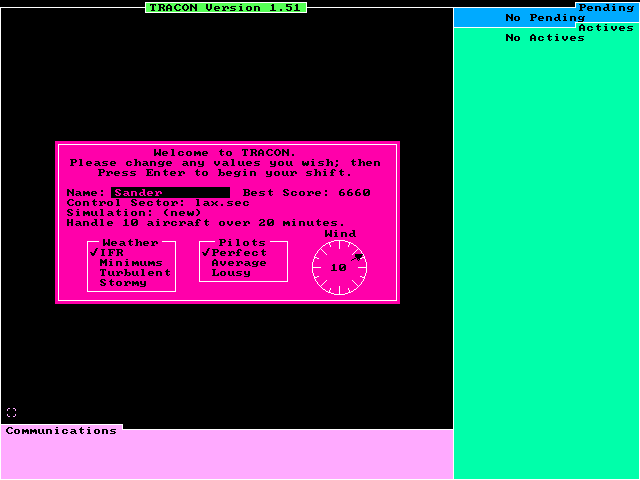 TRACON Version 1.51
Pending
No Pending
Actives
No Actives
Welcome to TRACON.
Please change any values you wish; then
Press Enter to begin your shift.
Name: Sander Best Score: 6660
Control Sector: lax.sec
Simulation: (new)
Handle 10 aircraft over 20 minutes.
Weather
✓IFR
Minimums
Turbulent
Stormy
Pilots
✓Perfect
Average
Lousy
Wind
10
Communications